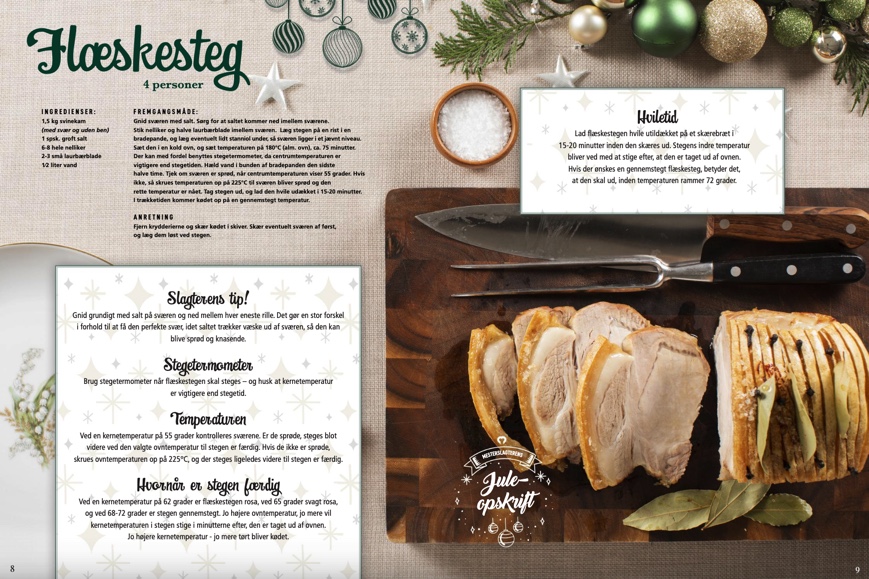 Flæskesteg
4 personer
INGREDIENSER:
1,5 kg svinekam
(med svær og uden ben)
1 spsk. groft salt
6-8 hele nelliker
2-3 små laurbærblade
1⁄2 liter vand
FREMGANGSMÅDE:
Gnid sværen med salt. Sørg for at saltet kommer ned imellem sværene.
Stik nelliker og halve laurbærblade imellem sværen. Læg stegen på en rist i en
bradepande, og læg eventuelt lidt stanniol under, så sværen ligger i et jævnt niveau.
Sæt den i en kold ovn, og sæt temperaturen på 180°C (alm. ovn), ca. 75 minutter.
Der kan med fordel benyttes stegetermometer, da centrumtemperaturen er
vigtigere end stegetiden. Hæld vand i bunden af bradepanden den sidste
halve time. Tjek om sværen er sprød, når centrumtemperaturen viser 55 grader. Hvis
ikke, så skrues temperaturen op på 225°C til sværen bliver sprød og den
rette temperatur er nået. Tag stegen ud, og lad den hvile udækket i 15-20 minutter.
I trækketiden kommer kødet op på en gennemstegt temperatur.
ANRETNING
Fjern krydderierne og skær kødet i skiver. Skær eventuelt sværen af først,
og læg dem løst ved stegen.
Slagterens tip!
Gnid grundigt med salt på sværen og ned mellem hver eneste rille. Det gør en stor forskel
i forhold til at få den perfekte svær, idet saltet trækker væske ud af sværen, så den kan
blive sprød og knasende.
Stegetermometer
Brug stegetermometer når flæskestegen skal steges – og husk at kernetemperatur
er vigtigere end stegetid.
Temperaturen
Ved en kernetemperatur på 55 grader kontrolleres sværene. Er de sprøde, steges blot
videre ved den valgte ovntemperatur til stegen er færdig. Hvis de ikke er sprøde,
skrues ovntemperaturen op på 225°C, og der steges ligeledes videre til stegen er færdig.
Hvornår er stegen færdig
Ved en kernetemperatur på 62 grader er flæskestegen rosa, ved 65 grader svagt rosa,
og ved 68-72 grader er stegen gennemstegt. Jo højere ovntemperatur, jo mere vil
kernetemperaturen i stegen stige i minutterne efter, den er taget ud af ovnen.
Jo højere kernetemperatur - jo mere tørt bliver kødet.
8
Hviletid
Lad flæskestegen hvile utildækket på et skærebræt i
15-20 minutter inden den skæres ud. Stegens indre temperatur
bliver ved med at stige efter, at den er taget ud af ovnen.
Hvis der ønskes en gennemstegt flæskesteg, betyder det,
at den skal ud, inden temperaturen rammer 72 grader.
MESTERSLAGTERENS
Jule-
opskrift
9